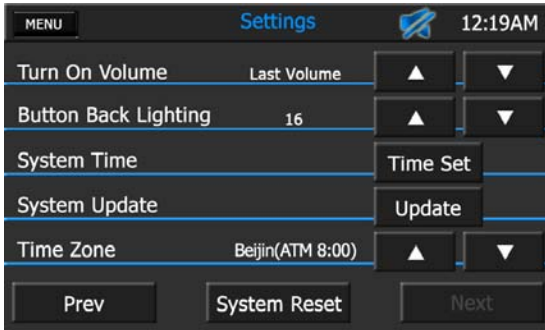 MENU Settings 12:19AM
Turn On Volume Last Volume
Button Back Lighting 16
System Time Time Set
System Update Update
Time Zone Beijin(ATM 8:00)
Prev System Reset Next